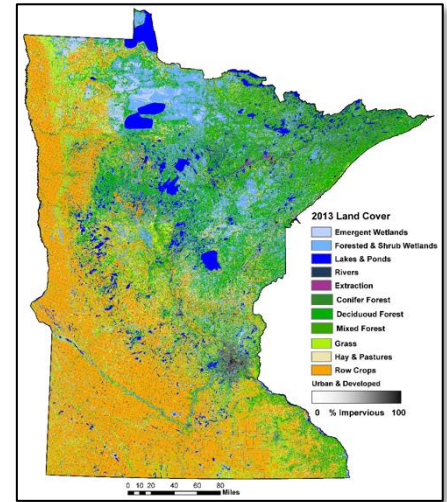 2013 Land Cover
Emergent Wetlands
Forested & Shrub Wetlands
Lakes & Ponds
Rivers
Extraction
Conifer Forest
Deciduoud Forest
Mixed Forest
Grass
Hay & Pastures
Row Crops
Urban & Developed
0 % Impervious 100
0 10 20 40 60 80
Miles